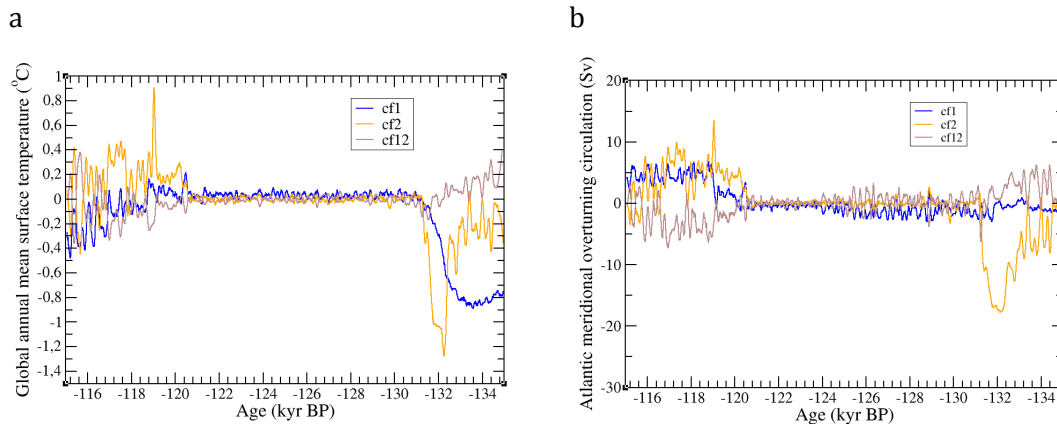 a
Global annual mean surface temperature (°C)
1
0.8
0.6
0.4
0.2
0
-0.2
-0.4
-0.6
-0.8
-1
-1.2
-1.4
cf1
cf2
cf12
-116 -118 -120 -122 -124 -126 -128 -130 -132 -134
Age (kyr BP)
b
Atlantic meridional overturning circulation (Sv)
20
10
0
-10
-20
-30
cf1
cf2
cf12
-116 -118 -120 -122 -124 -126 -128 -130 -132 -134
Age (kyr BP)